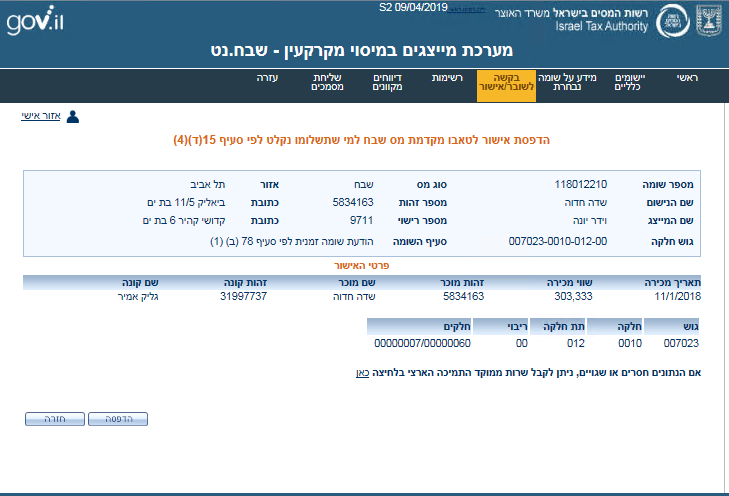 gov.il
S2 09/04/2019
רשות המסים בישראל משרד האוצר
Israel Tax Authority
מערכת מייצגים במיסוי מקרקעין - שבח.נט
ראשי יישומים כלליים מידע על שומה נבחרת בקשה לשובר/אישור רשימות דיווחים מקוונים שליחת מסמכים עזרה
אזור אישי
הדפסת אישור לטאבו מקדמת מס שבח למי שתשלומו נקלט לפי סעיף 15(ד)(4)
מספר שומה 118012210 סוג מס שבח אזור תל אביב
שם הנישום שדה חדוה מספר זהות 5834163 כתובת ביאליק 11/5 בת ים
שם המייצג וידר יונה מספר רישוי 9711 כתובת קדושי קהיר 6 בת ים
גוש חלקה 007023-0010-012-00 סעיף השומה הודעת שומה זמנית לפי סעיף 78 (ב) (1)
פרטי האישור
תאריך מכירה שווי מכירה זהות מוכר שם מוכר זהות קונה שם קונה
11/1/2018 303,333 5834163 שדה חדוה 31997737 גליק אמיר
גוש חלקה תת חלקה ריבוי חלקים
007023 0010 012 00 00000007/00000060
אם הנתונים חסרים או שגויים, ניתן לקבל שרות ממוקד התמיכה הארצי בלחיצה כאן
הדפסה חזרה